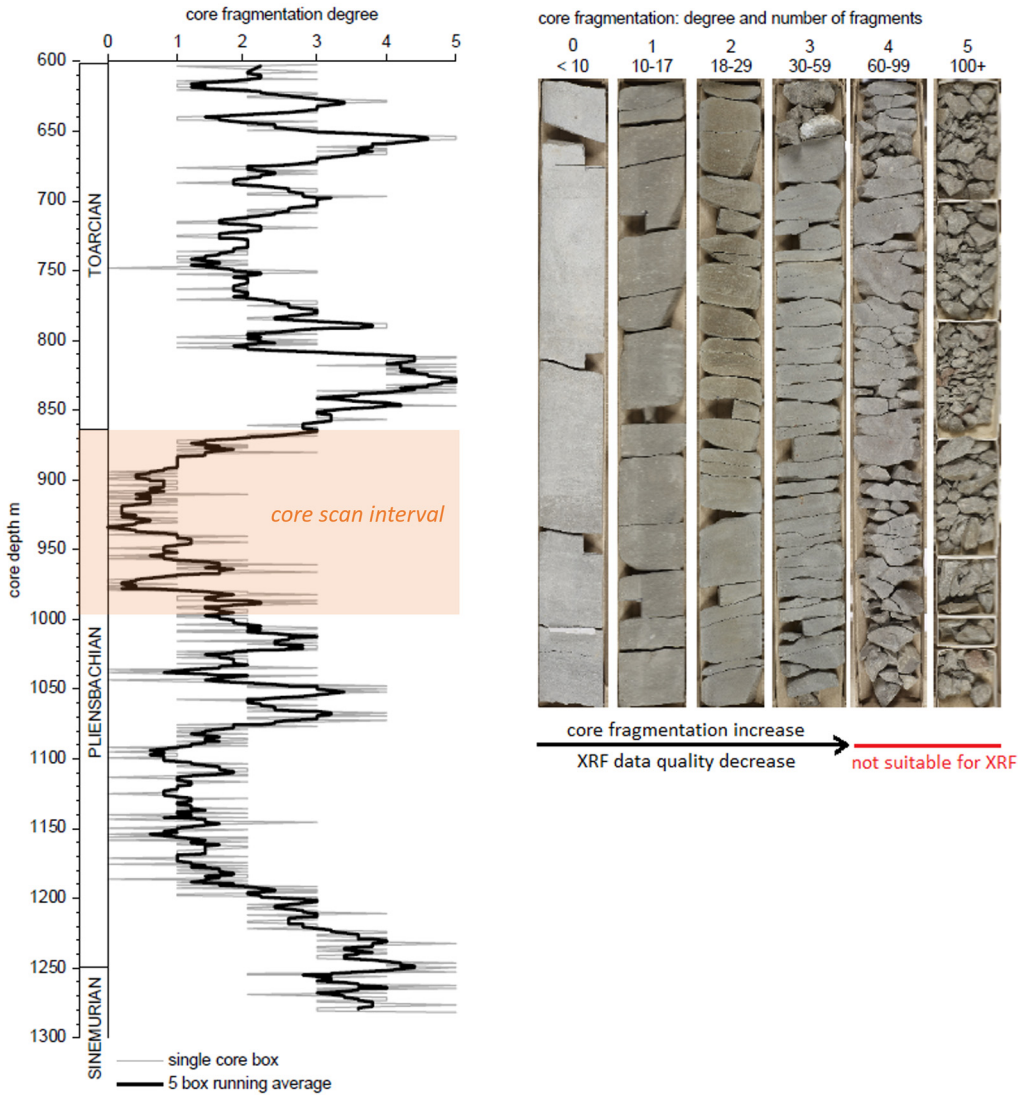 core fragmentation degree
0 1 2 3 4 5
600
650
700
750
800
850
900
950
1000
1050
1100
1150
1200
1250
1300
core depth m
TOARCIAN
PLIENSBACHIAN
SINEMURIAN
core scan interval
single core box
5 box running average
core fragmentation: degree and number of fragments
0 1 2 3 4 5
< 10 10-17 18-29 30-59 60-99 100+
core fragmentation increase
XRF data quality decrease
not suitable for XRF